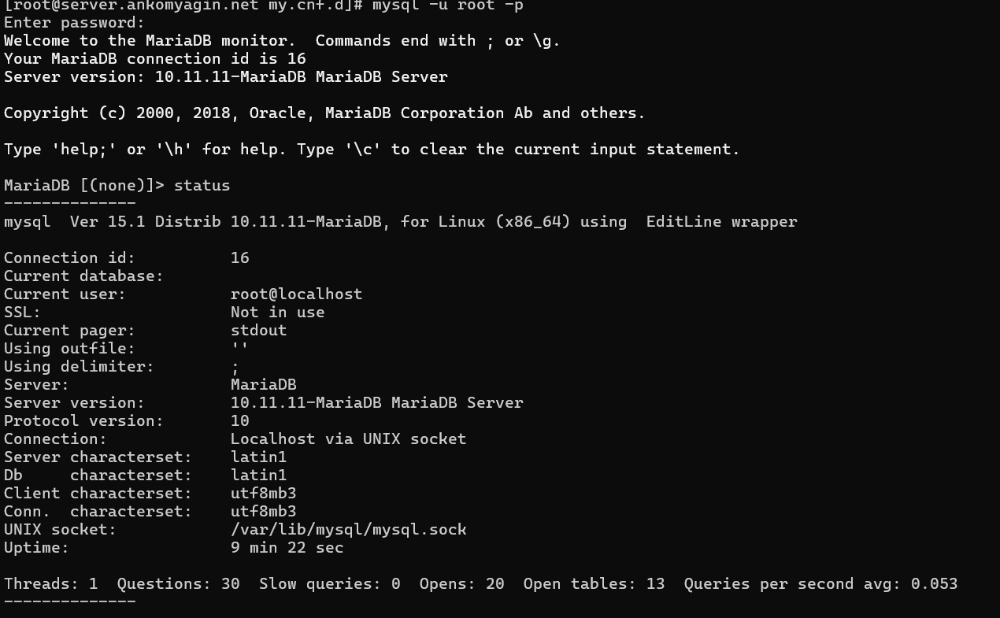 [root@server.ankomyagin.net my.cnf.d]# mysql -u root -p
Enter password:
Welcome to the MariaDB monitor.  Commands end with ; or \g.
Your MariaDB connection id is 16
Server version: 10.11.11-MariaDB MariaDB Server

Copyright (c) 2000, 2018, Oracle, MariaDB Corporation Ab and others.

Type 'help;' or '\h' for help. Type '\c' to clear the current input statement.

MariaDB [(none)]> status
--------------
mysql  Ver 15.1 Distrib 10.11.11-MariaDB, for Linux (x86_64) using  EditLine wrapper

Connection id:          16
Current database:
Current user:           root@localhost
SSL:                    Not in use
Current pager:          stdout
Using outfile:          ''
Using delimiter:        ;
Server:                 MariaDB
Server version:         10.11.11-MariaDB MariaDB Server
Protocol version:       10
Connection:             Localhost via UNIX socket
Server characterset:    latin1
Db     characterset:    latin1
Client characterset:    utf8mb3
Conn.  characterset:    utf8mb3
UNIX socket:            /var/lib/mysql/mysql.sock
Uptime:                 9 min 22 sec

Threads: 1  Questions: 30  Slow queries: 0  Opens: 20  Open tables: 13  Queries per second avg: 0.053
--------------